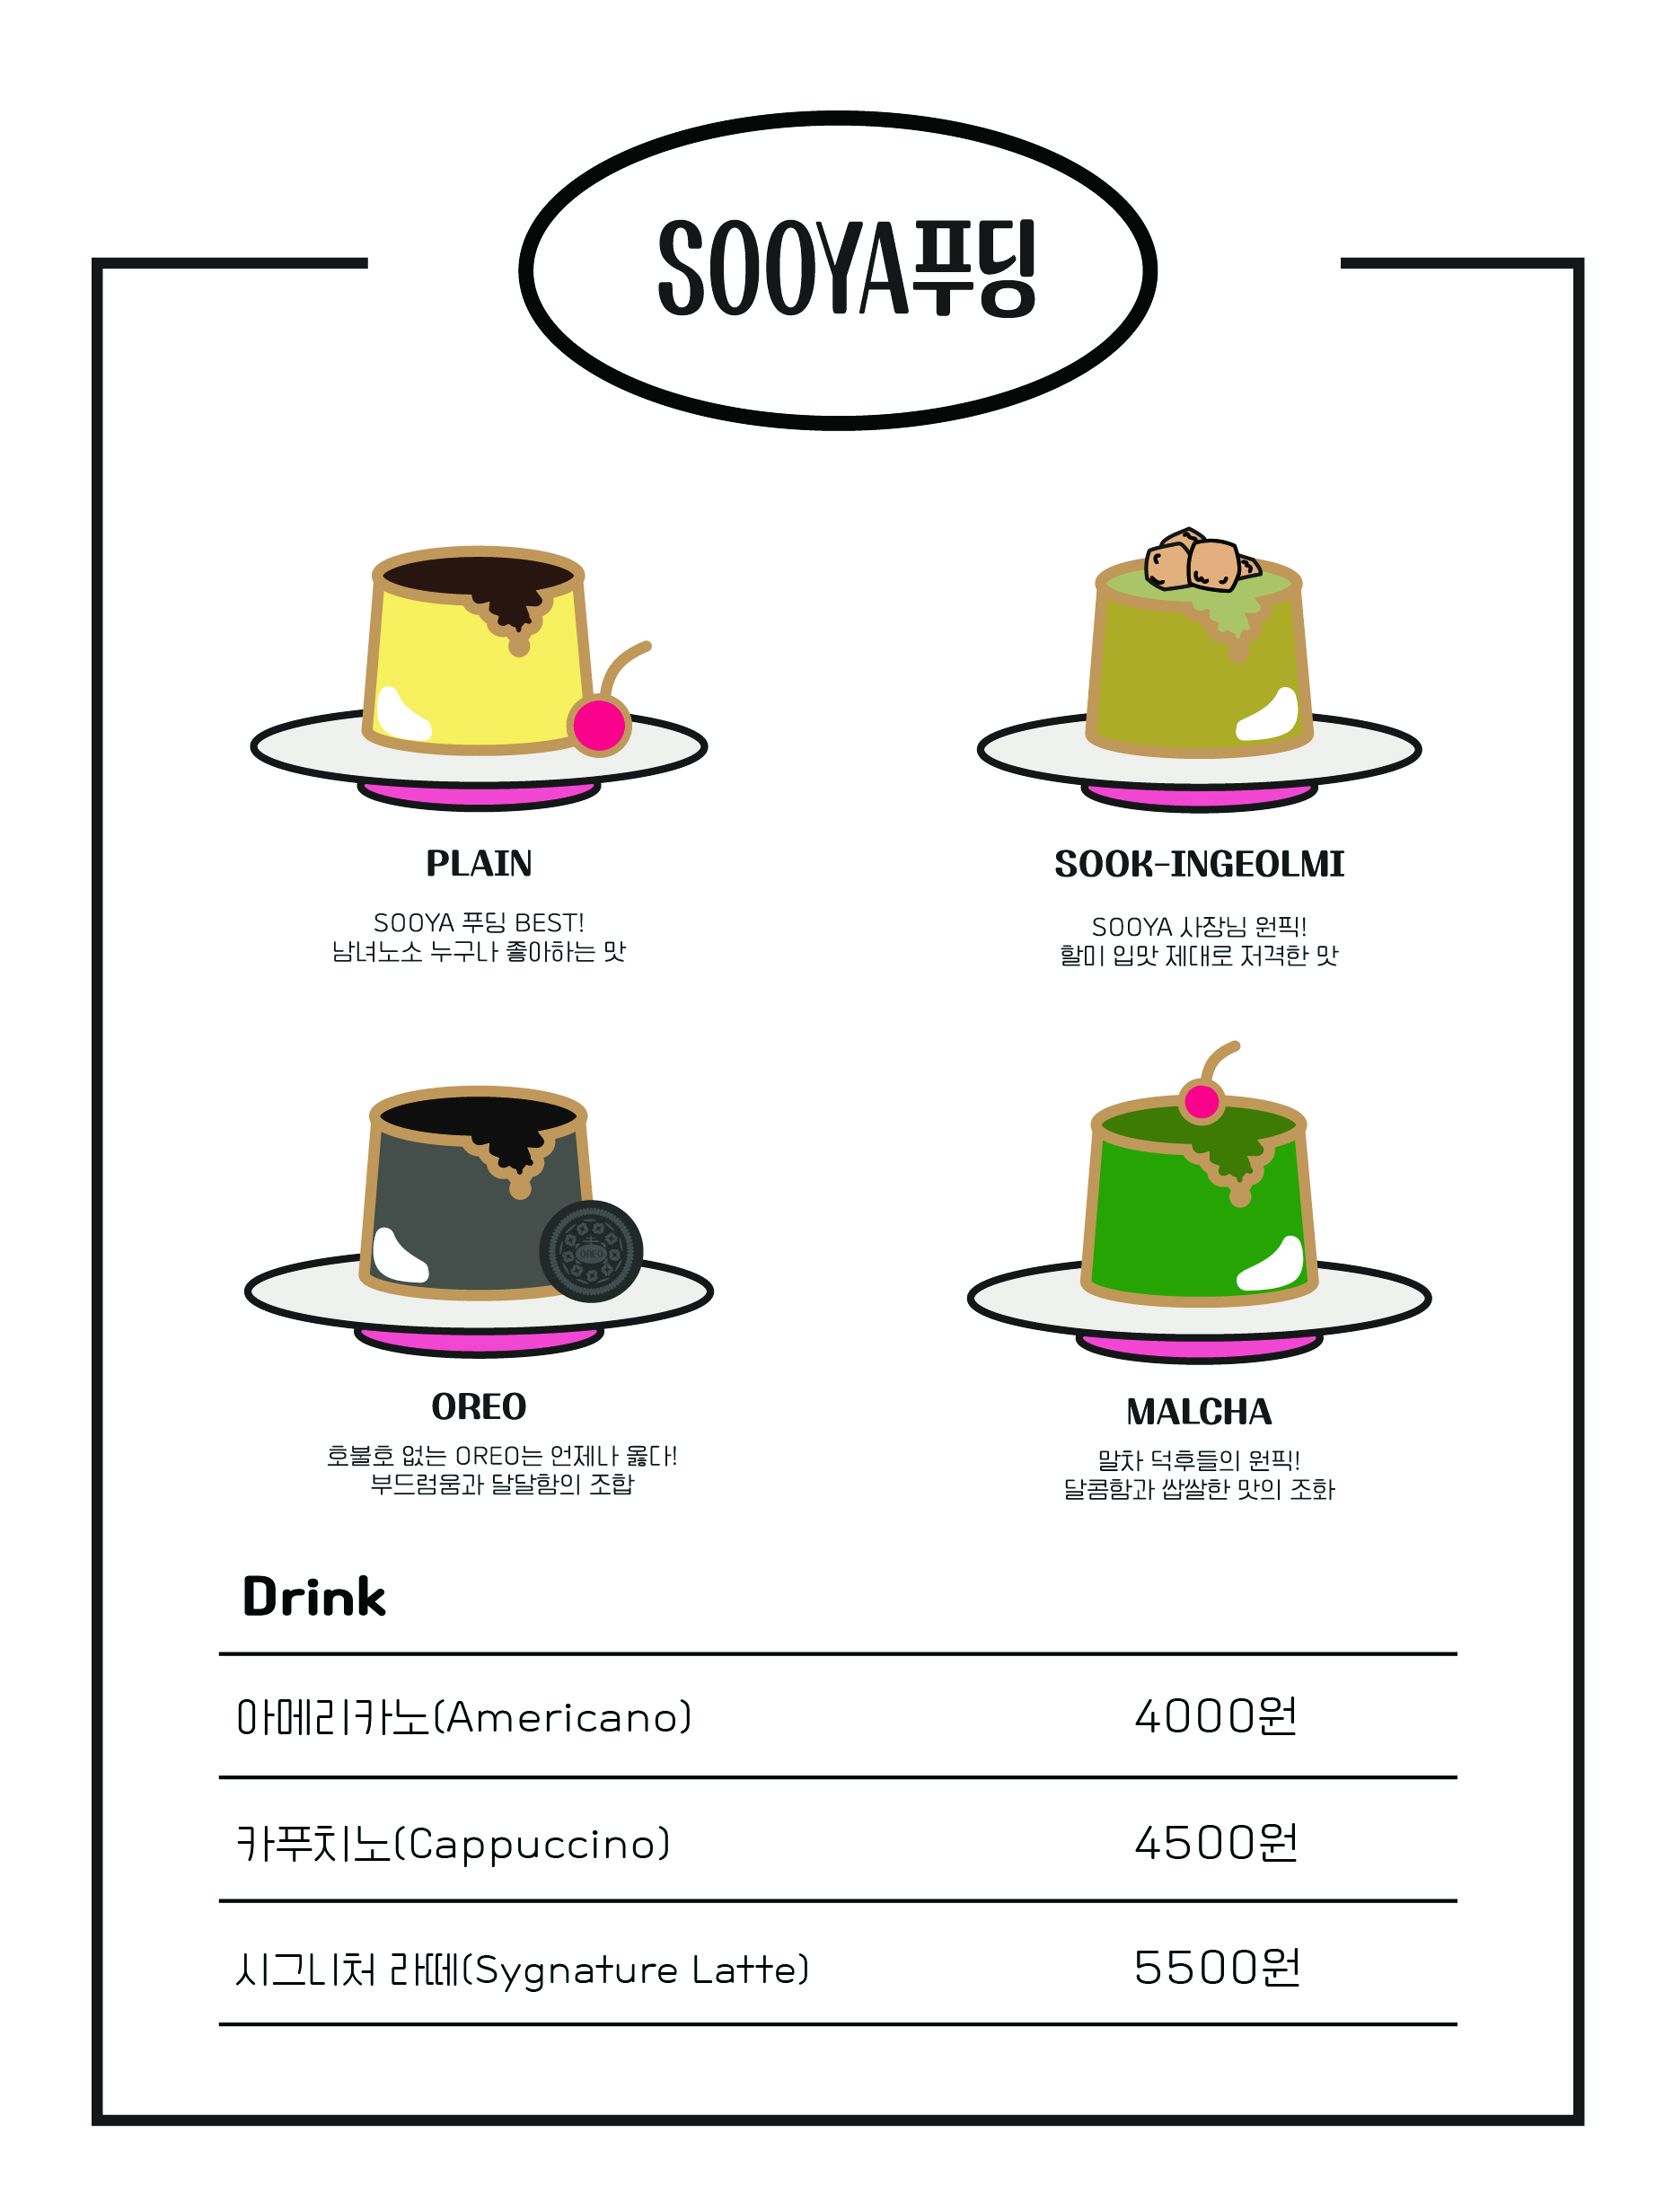 SOOYA푸딩
PLAIN
SOOYA 푸딩 BEST!
남녀노소 누구나 좋아하는 맛
SOOK-INGEOLMI
SOOYA 사장님 원픽!
할미 입맛 제대로 저격한 맛
OREO
OREO
호불호 없는 OREO는 언제나 옳다!
부드럼움과 달달함의 조합
MALCHA
말차 덕후들의 원픽!
달콤함과 쌉쌀한 맛의 조화
Drink
아메리카노(Americano) 4000원
카푸치노(Cappuccino) 4500원
시그니처 라떼(Sygnature Latte) 5500원